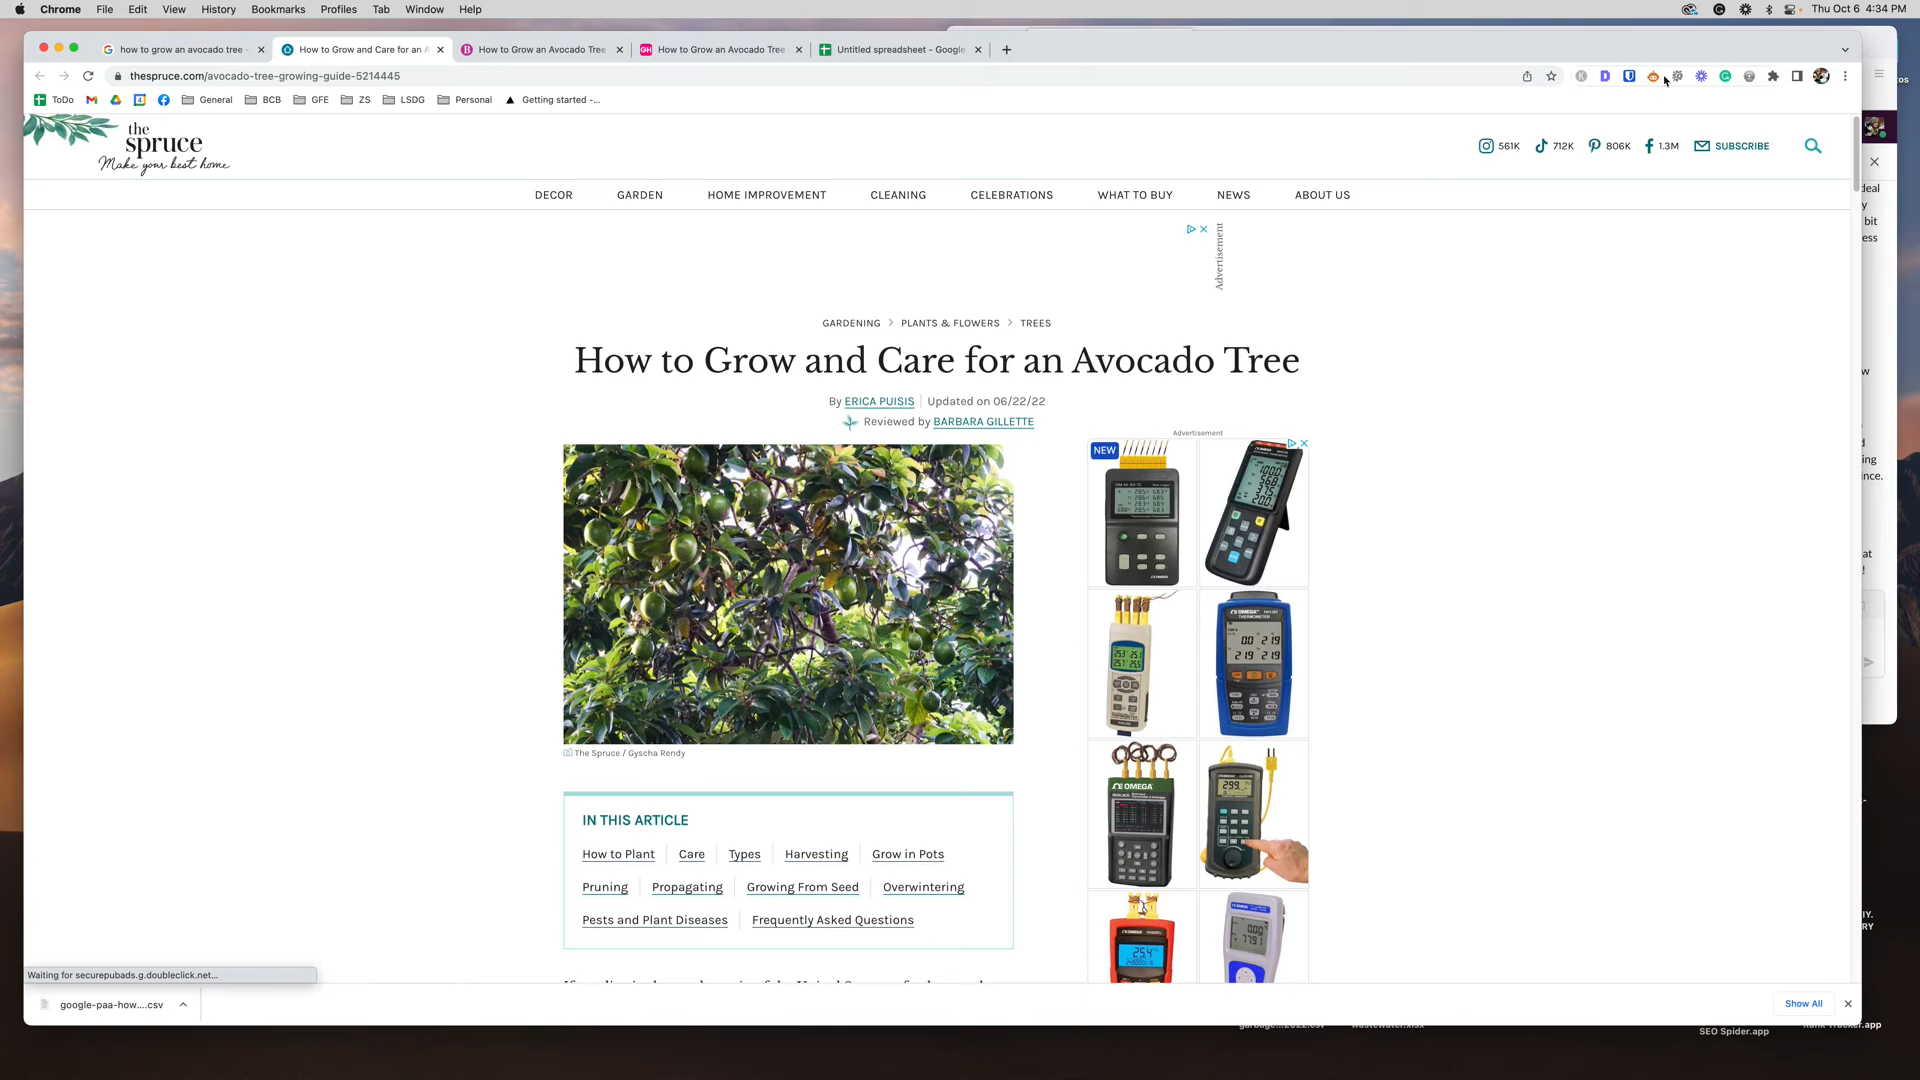 Chrome File Edit View History Bookmarks Profiles Tab Window Help Thu Oct 6 4:34 PM
how to grow an avocado tree - How to Grow and Care for an A How to Grow an Avocado Tree How to Grow an Avocado Tree Untitled spreadsheet - Google
thespruce.com/avocado-tree-growing-guide-5214445
ToDo General BCB GFE ZS LSDG Personal Getting started -...
the
spruce
Make your best home
561K 712K 806K 1.3M SUBSCRIBE
DECOR GARDEN HOME IMPROVEMENT CLEANING CELEBRATIONS WHAT TO BUY NEWS ABOUT US
Advertisement
GARDENING > PLANTS & FLOWERS > TREES
How to Grow and Care for an Avocado Tree
By ERICA PUISIS Updated on 06/22/22
Reviewed by BARBARA GILLETTE
Advertisement
NEW
OMEGA
THERMOMETER
OMEGA
The Spruce / Gyscha Rendy
IN THIS ARTICLE
How to Plant Care Types Harvesting Grow in Pots
Pruning Propagating Growing From Seed Overwintering
Pests and Plant Diseases Frequently Asked Questions
Waiting for securepubads.g.doubleclick.net...
google-paa-how....csv Show All
SEO Spider.app
Rank Tracker.app